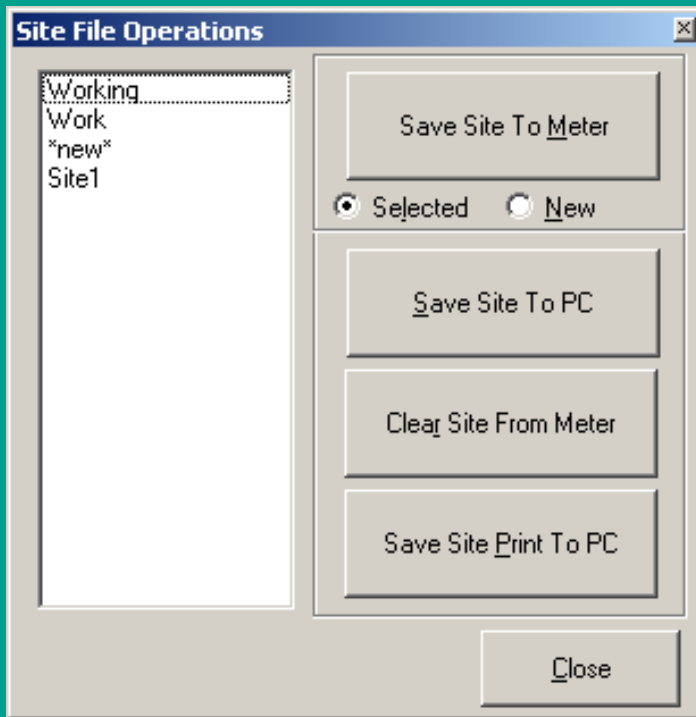 Site File Operations
Working
Work
*new*
Site1
Save Site To Meter
Selected
New
Save Site To PC
Clear Site From Meter
Save Site Print To PC
Close